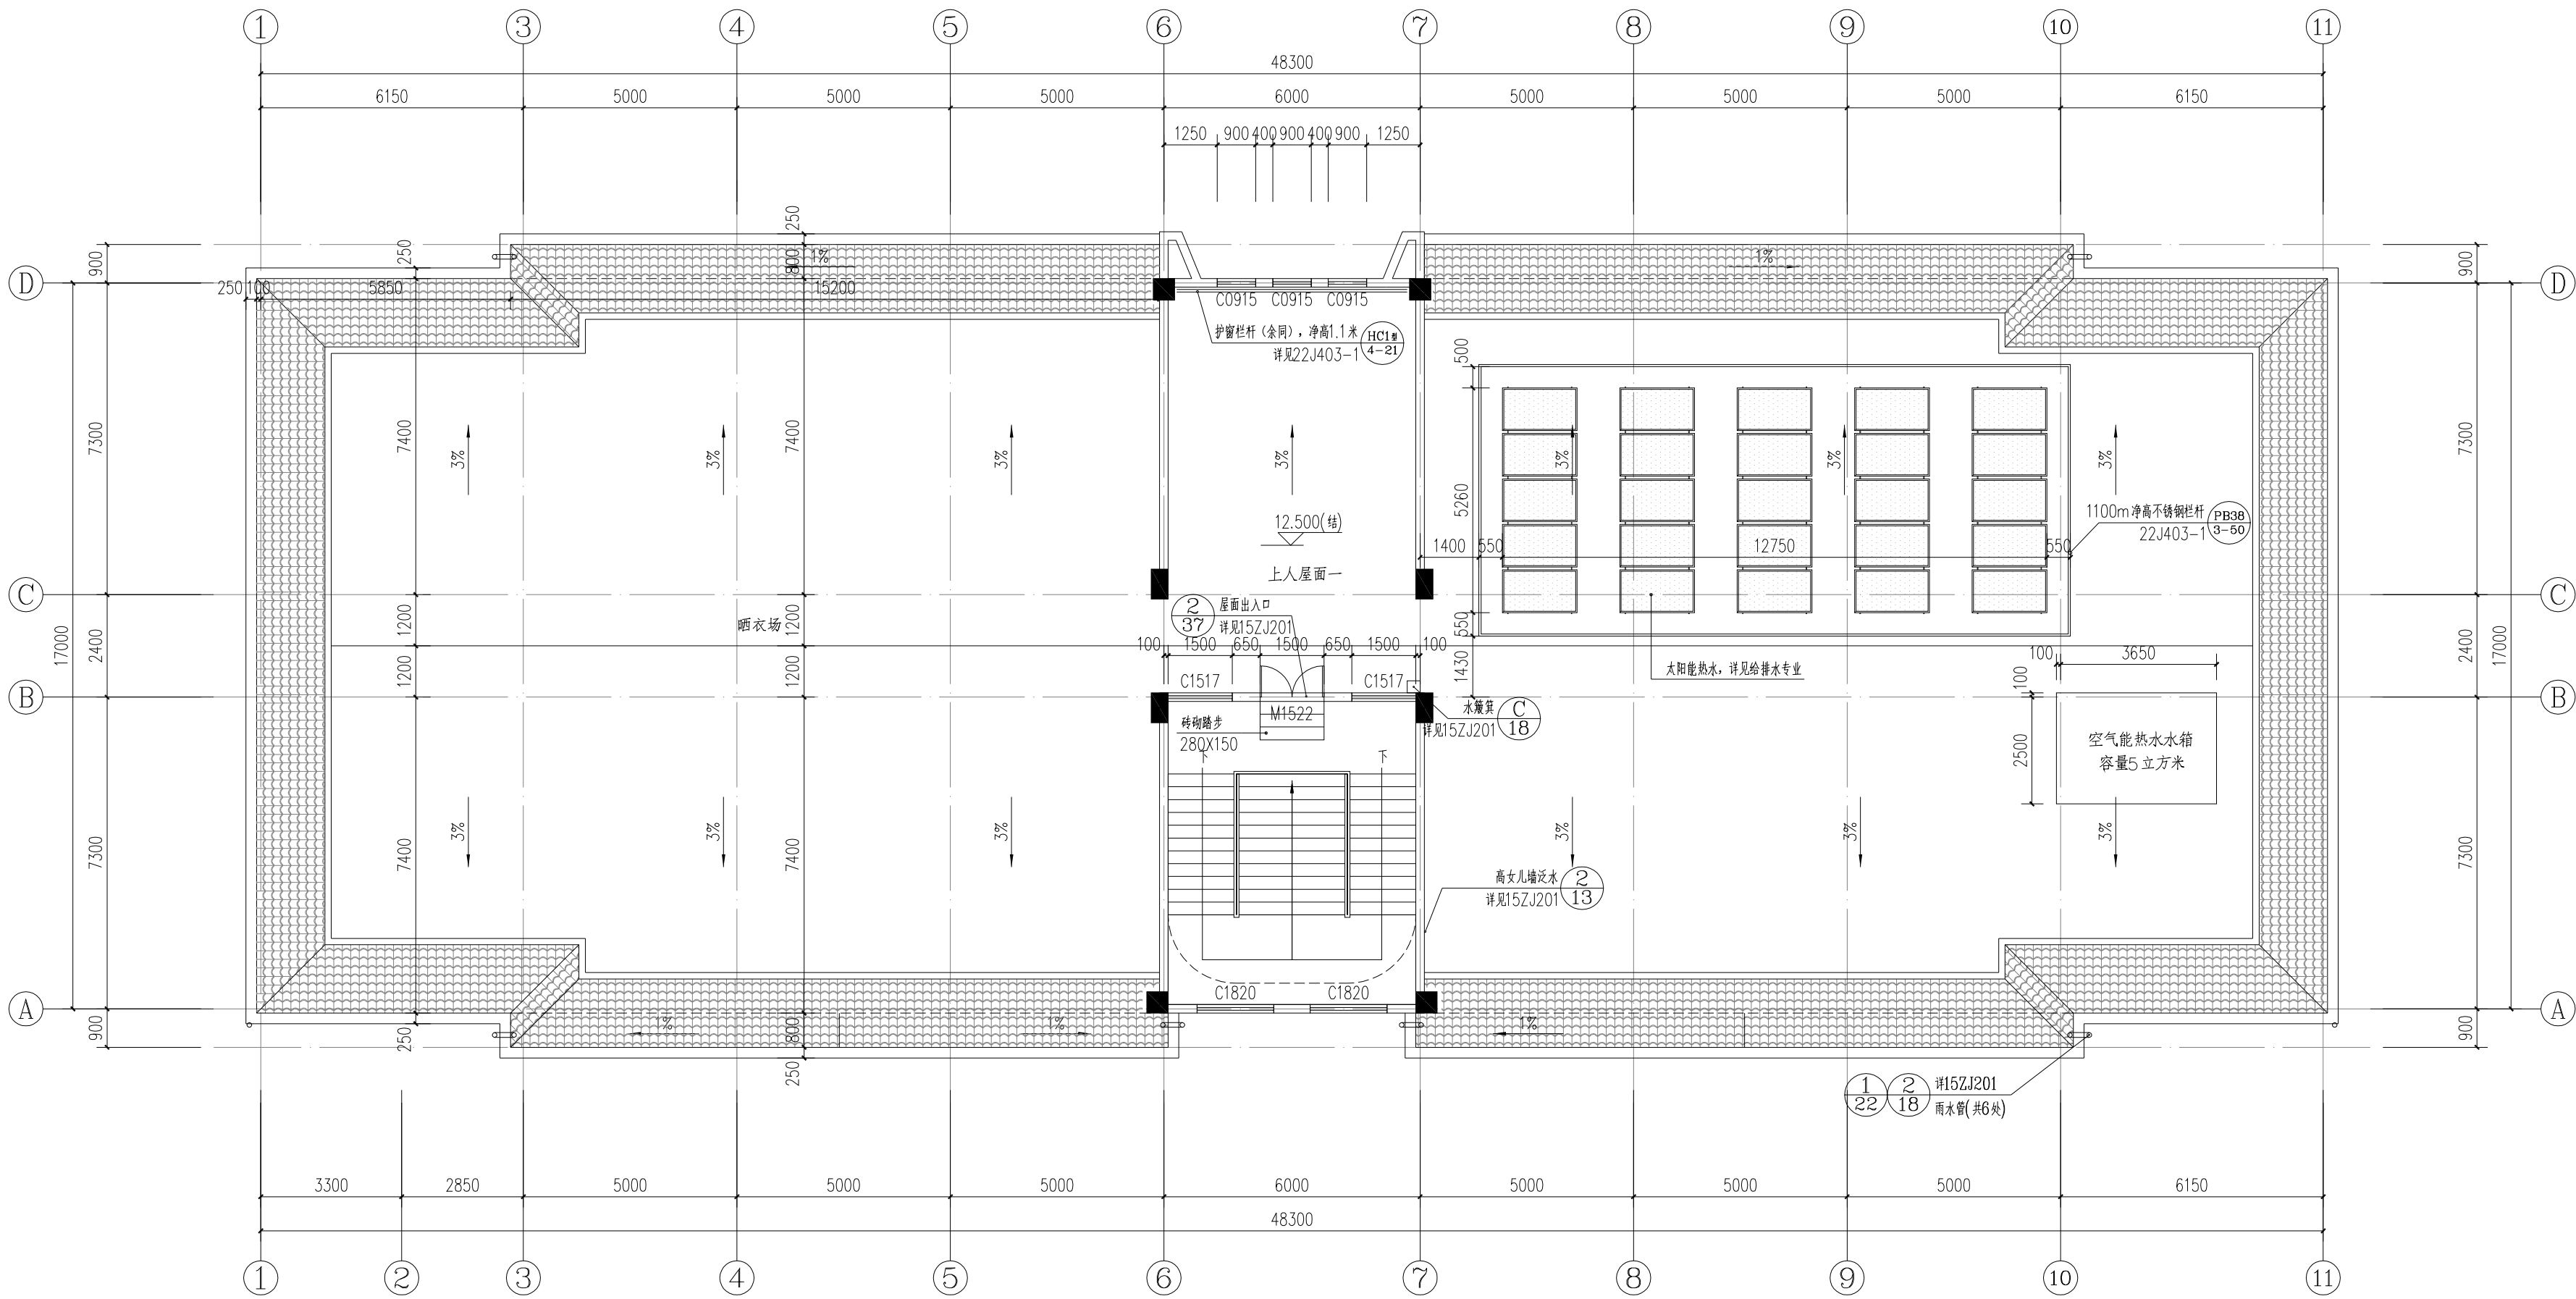 1 3 4 5 6 7 8 9 10 11
48300
6150 5000 5000 5000 6000 5000 5000 5000 6150
1250 900 400 900 400 900 1250
250 800 1% 1%
900 250 900
D D
250 100 5850 15200
C0915 C0915 C0915
护窗栏杆（余同），净高1.1米
详见22J403-1
HC1型
4-21
500
7300 7400 7400 7300
3% 3% 3% 3% 3% 3% 3%
5260
1100m净高不锈钢栏杆
22J403-1
PB38
3-50
12.500(结)
1400 550 12750 550
上人屋面一
C C
2
37
屋面出入口
详见15ZJ201
晒衣场
1200 1200
550
17000 2400 2400 17000
100 1500 650 1500 650 1500 100
1430
太阳能热水，详见给排水专业
100 3650
1200 1200
C1517 C1517
100
B B
M1522
水簸箕
详见15ZJ201
C
18
砖砌踏步
280X150
下 下
空气能热水水箱
容量5立方米
2500
7300 7400 7400 7300
3% 3% 3% 3% 3% 3%
高女儿墙泛水
详见15ZJ201
2
13
C1820 C1820
A A
900 250 800 1% 1% 1% 900
250
1
22
2
18
详15ZJ201
雨水管(共6处)
3300 2850 5000 5000 5000 6000 5000 5000 5000 6150
48300
1 2 3 4 5 6 7 8 9 10 11